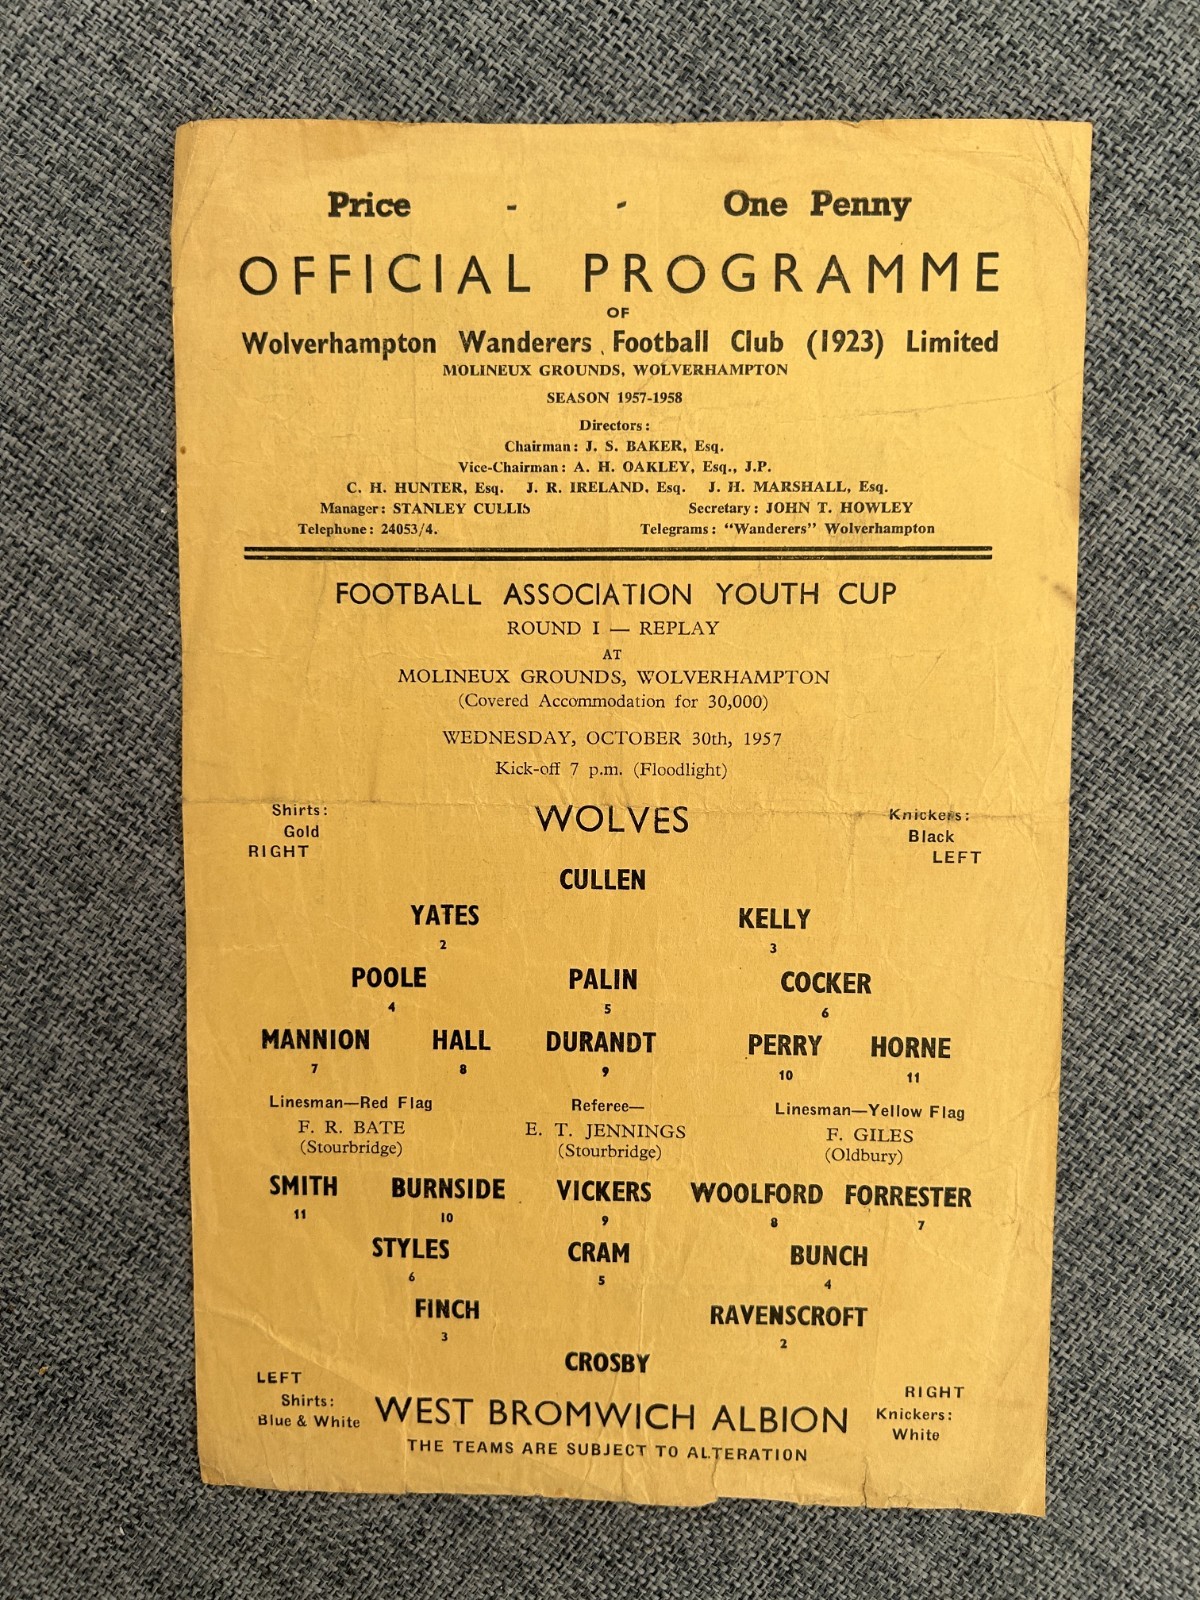 Price - - One Penny
OFFICIAL PROGRAMME
OF
Wolverhampton Wanderers Football Club (1923) Limited
MOLINEUX GROUNDS, WOLVERHAMPTON
SEASON 1957-1958
Directors:
Chairman: J. S. BAKER, Esq.
Vice-Chairman: A. H. OAKLEY, Esq., J.P.
C. H. HUNTER, Esq. J. R. IRELAND, Esq. J. H. MARSHALL, Esq.
Manager: STANLEY CULLIS Secretary: JOHN T. HOWLEY
Telephone: 24053/4. Telegrams: "Wanderers" Wolverhampton
FOOTBALL ASSOCIATION YOUTH CUP
ROUND I — REPLAY
AT
MOLINEUX GROUNDS, WOLVERHAMPTON
(Covered Accommodation for 30,000)
WEDNESDAY, OCTOBER 30th, 1957
Kick-off 7 p.m. (Floodlight)
Shirts: WOLVES Knickers:
Gold Black
RIGHT LEFT
CULLEN
YATES KELLY
2 3
POOLE PALIN COCKER
4 5 6
MANNION HALL DURANDT PERRY HORNE
7 8 9 10 11
Linesman—Red Flag Referee— Linesman—Yellow Flag
F. R. BATE E. T. JENNINGS F. GILES
(Stourbridge) (Stourbridge) (Oldbury)
SMITH BURNSIDE VICKERS WOOLFORD FORRESTER
11 10 9 8 7
STYLES CRAM BUNCH
6 5 4
FINCH RAVENSCROFT
3 2
CROSBY
LEFT RIGHT
Shirts: WEST BROMWICH ALBION Knickers:
Blue & White White
THE TEAMS ARE SUBJECT TO ALTERATION